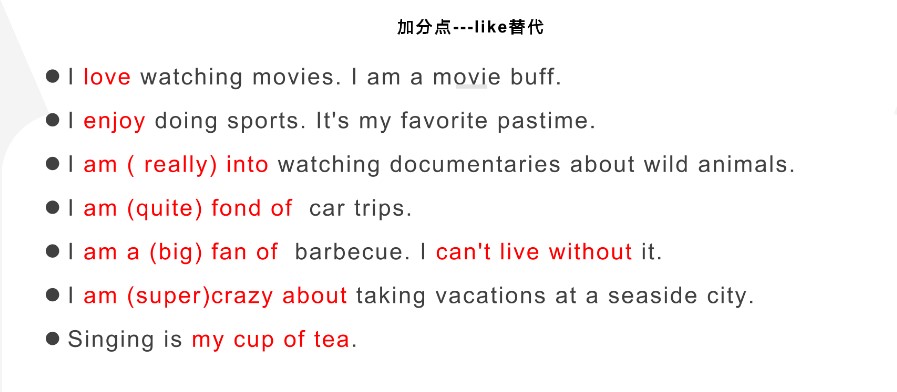 加分点---like替代
● I love watching movies. I am a movie buff.
● I enjoy doing sports. It's my favorite pastime.
● I am ( really) into watching documentaries about wild animals.
● I am (quite) fond of car trips.
● I am a (big) fan of barbecue. I can't live without it.
● I am (super)crazy about taking vacations at a seaside city.
● Singing is my cup of tea.